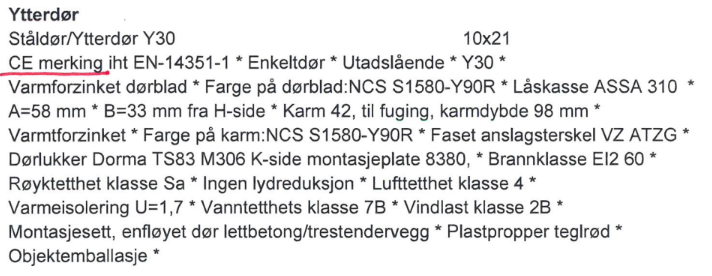 Ytterdør
Ståldør/Ytterdør Y30 10x21
CE merking iht EN-14351-1 * Enkeltdør * Utadslående * Y30 *
Varmforzinket dørblad * Farge på dørblad:NCS S1580-Y90R * Låskasse ASSA 310 *
A=58 mm * B=33 mm fra H-side * Karm 42, til fuging, karmdybde 98 mm *
Varmtforzinket * Farge på karm:NCS S1580-Y90R * Faset anslagsterskel VZ ATZG *
Dørlukker Dorma TS83 M306 K-side montasjeplate 8380, * Brannklasse EI2 60 *
Røyktetthet klasse Sa * Ingen lydreduksjon * Lufttetthet klasse 4 *
Varmeisolering U=1,7 * Vanntetthets klasse 7B * Vindlast klasse 2B *
Montasjesett, enfløyet dør lettbetong/trestendervegg * Plastpropper teglrød *
Objektemballasje *